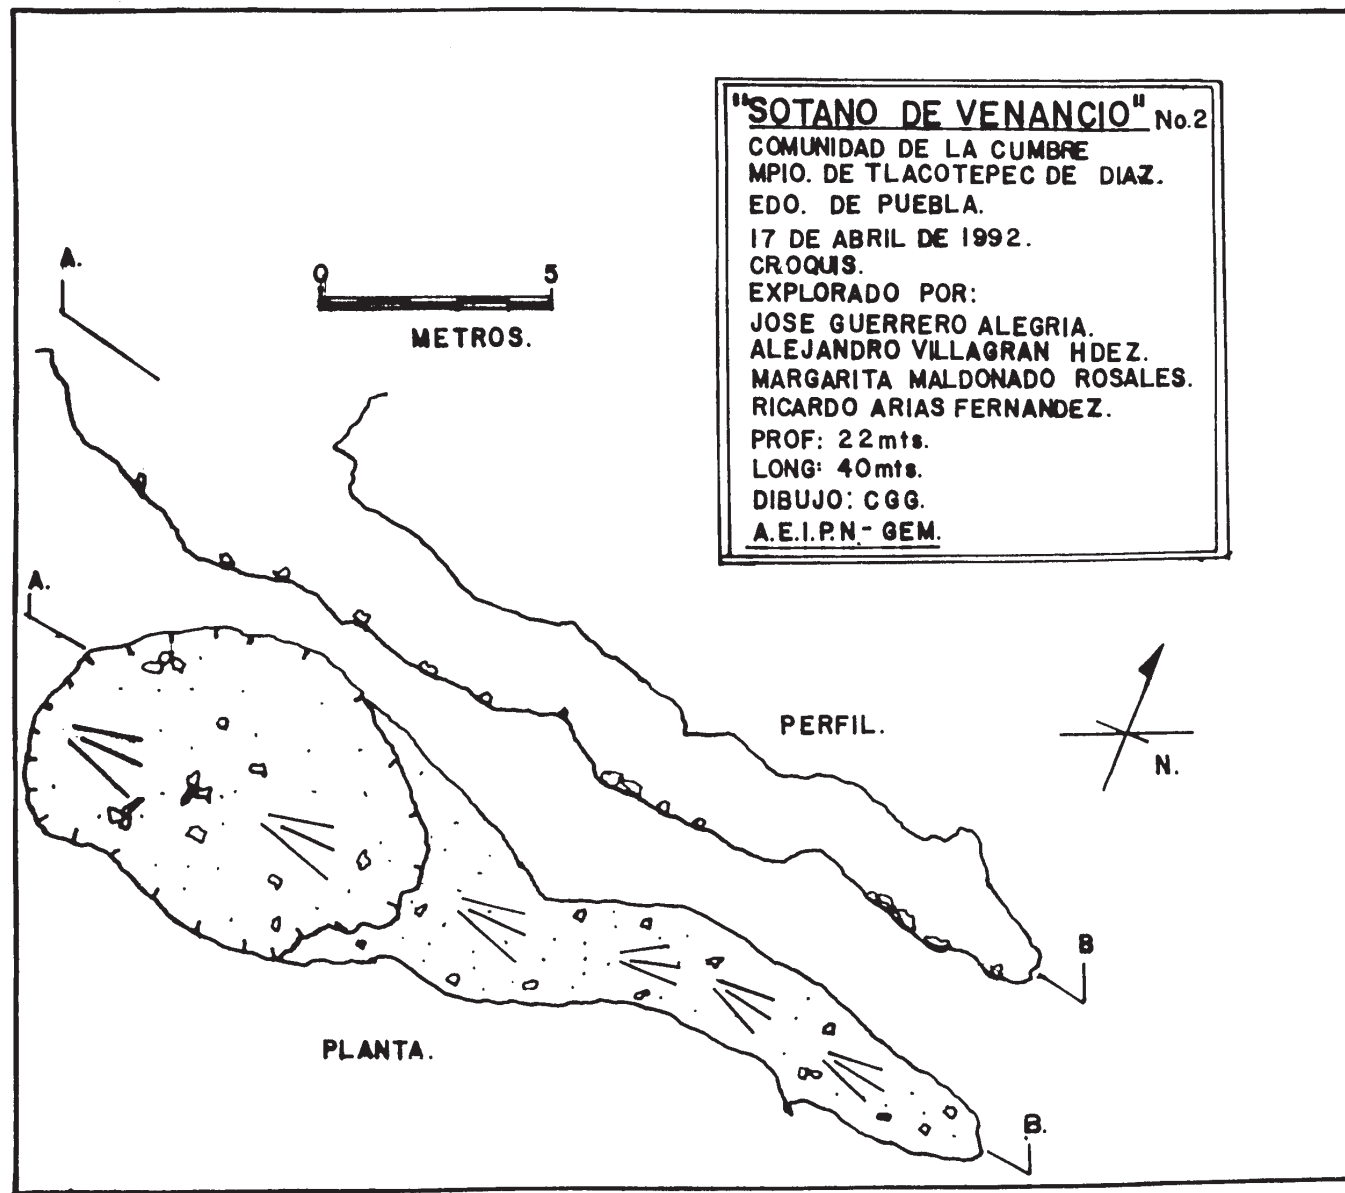 "SOTANO DE VENANCIO" No.2
COMUNIDAD DE LA CUMBRE
MPIO. DE TLACOTEPEC DE DIAZ.
EDO. DE PUEBLA.
17 DE ABRIL DE 1992.
CROQUIS.
EXPLORADO POR:
JOSE GUERRERO ALEGRIA.
ALEJANDRO VILLAGRAN HDEZ.
MARGARITA MALDONADO ROSALES.
RICARDO ARIAS FERNANDEZ.
PROF: 22mts.
LONG: 40mts.
DIBUJO: CGG.
A.E.I.P.N.- GEM.
A.
0 5
METROS.
A.
PERFIL.
N.
B
PLANTA.
B.